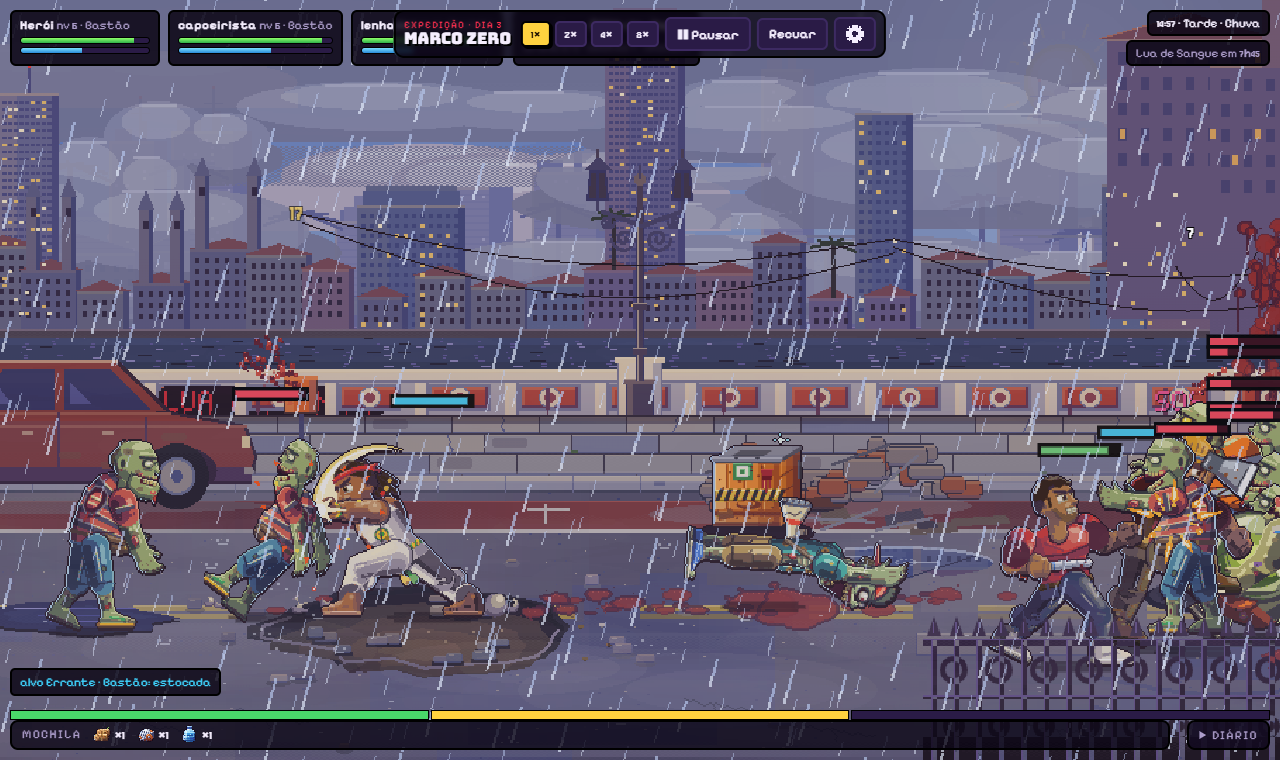 Herói nv 5 · Bastão
capoeirista nv 5 · Bastão
lenha
EXPEDIÇÃO · DIA 3
MARCO ZERO
1×
2×
4×
8×
Pausar
Recuar
14:57 · Tarde · Chuva
Lua de Sangue em 7h45
17
7
LUA
alvo Errante · Bastão: estocada
MOCHILA
×1
×1
×1
DIÁRIO